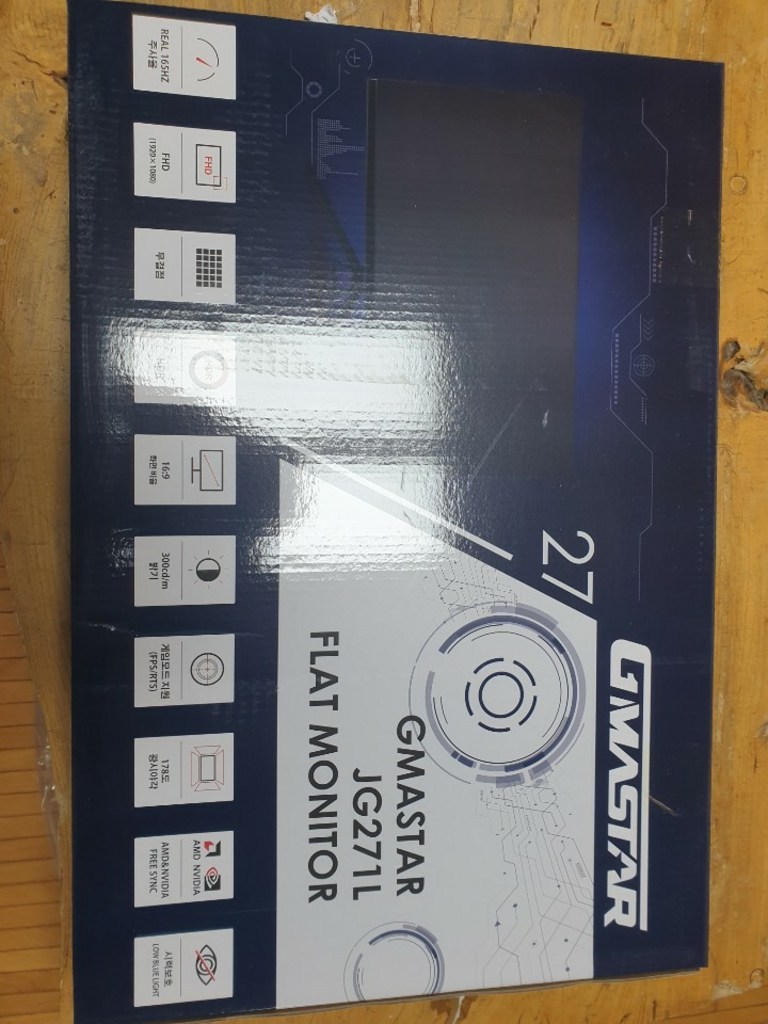 GMASTAR
27
GMASTAR
JG271L
FLAT MONITOR
REAL 165HZ
주사율
FHD
FHD
(1920×1080)
무결점
16:9
화면비율
300cd/m
밝기
게임모드 지원
(FPS/RTS)
178도
광시야각
AMD NVIDIA
AMD&NVIDIA
FREE SYNC
시력보호
LOW BLUE LIGHT